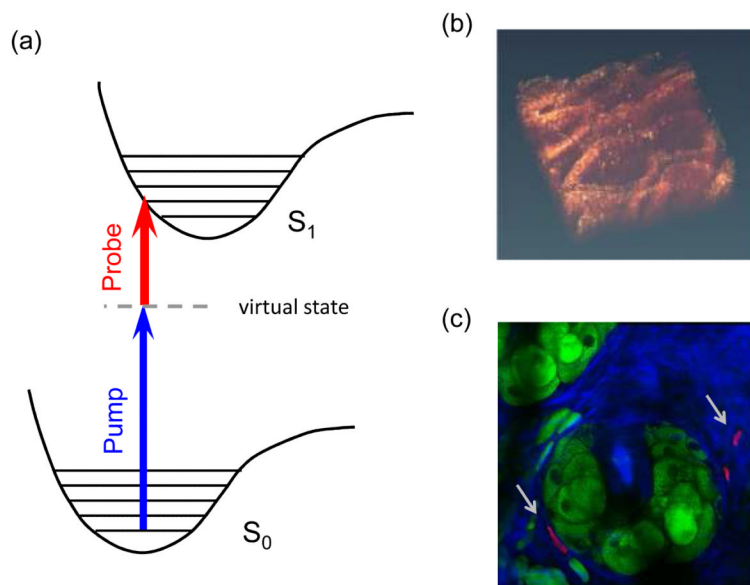 (a)
(b)
S₁
Probe
virtual state
(c)
Pump
S₀